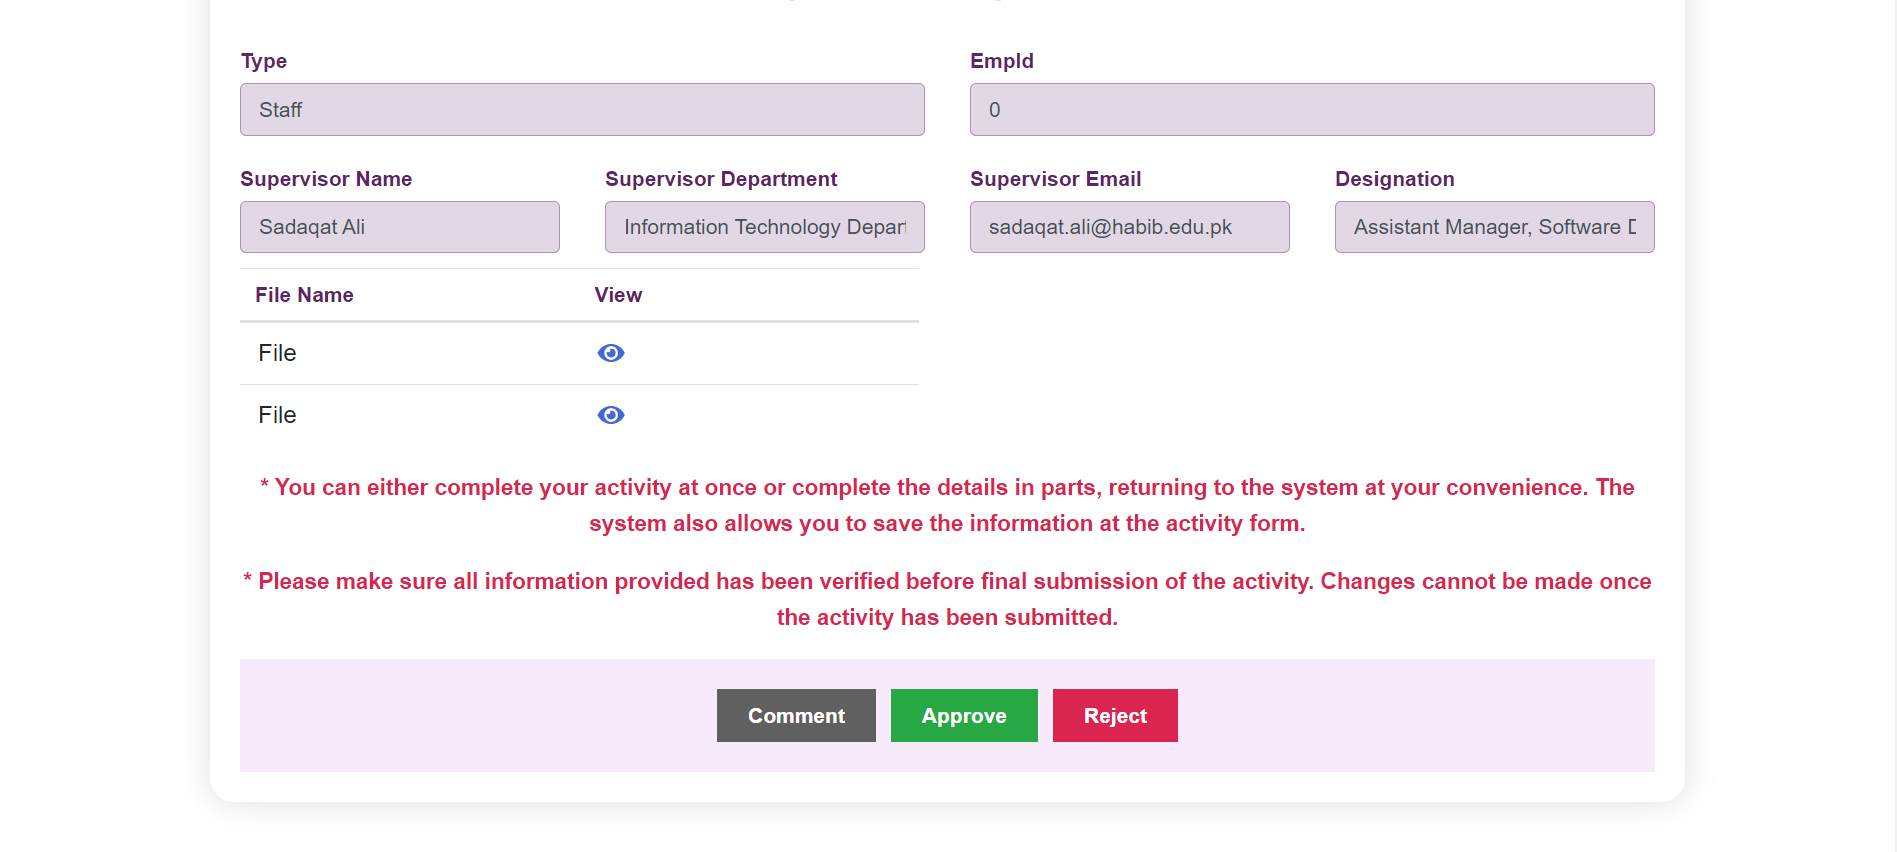 Type
EmpId
Staff
0
Supervisor Name
Supervisor Department
Supervisor Email
Designation
Sadaqat Ali
Information Technology Depar
sadaqat.ali@habib.edu.pk
Assistant Manager, Software
File Name
View
File
File
* You can either complete your activity at once or complete the details in parts, returning to the system at your convenience. The
system also allows you to save the information at the activity form.
* Please make sure all information provided has been verified before final submission of the activity. Changes cannot be made once
the activity has been submitted.
Comment
Approve
Reject